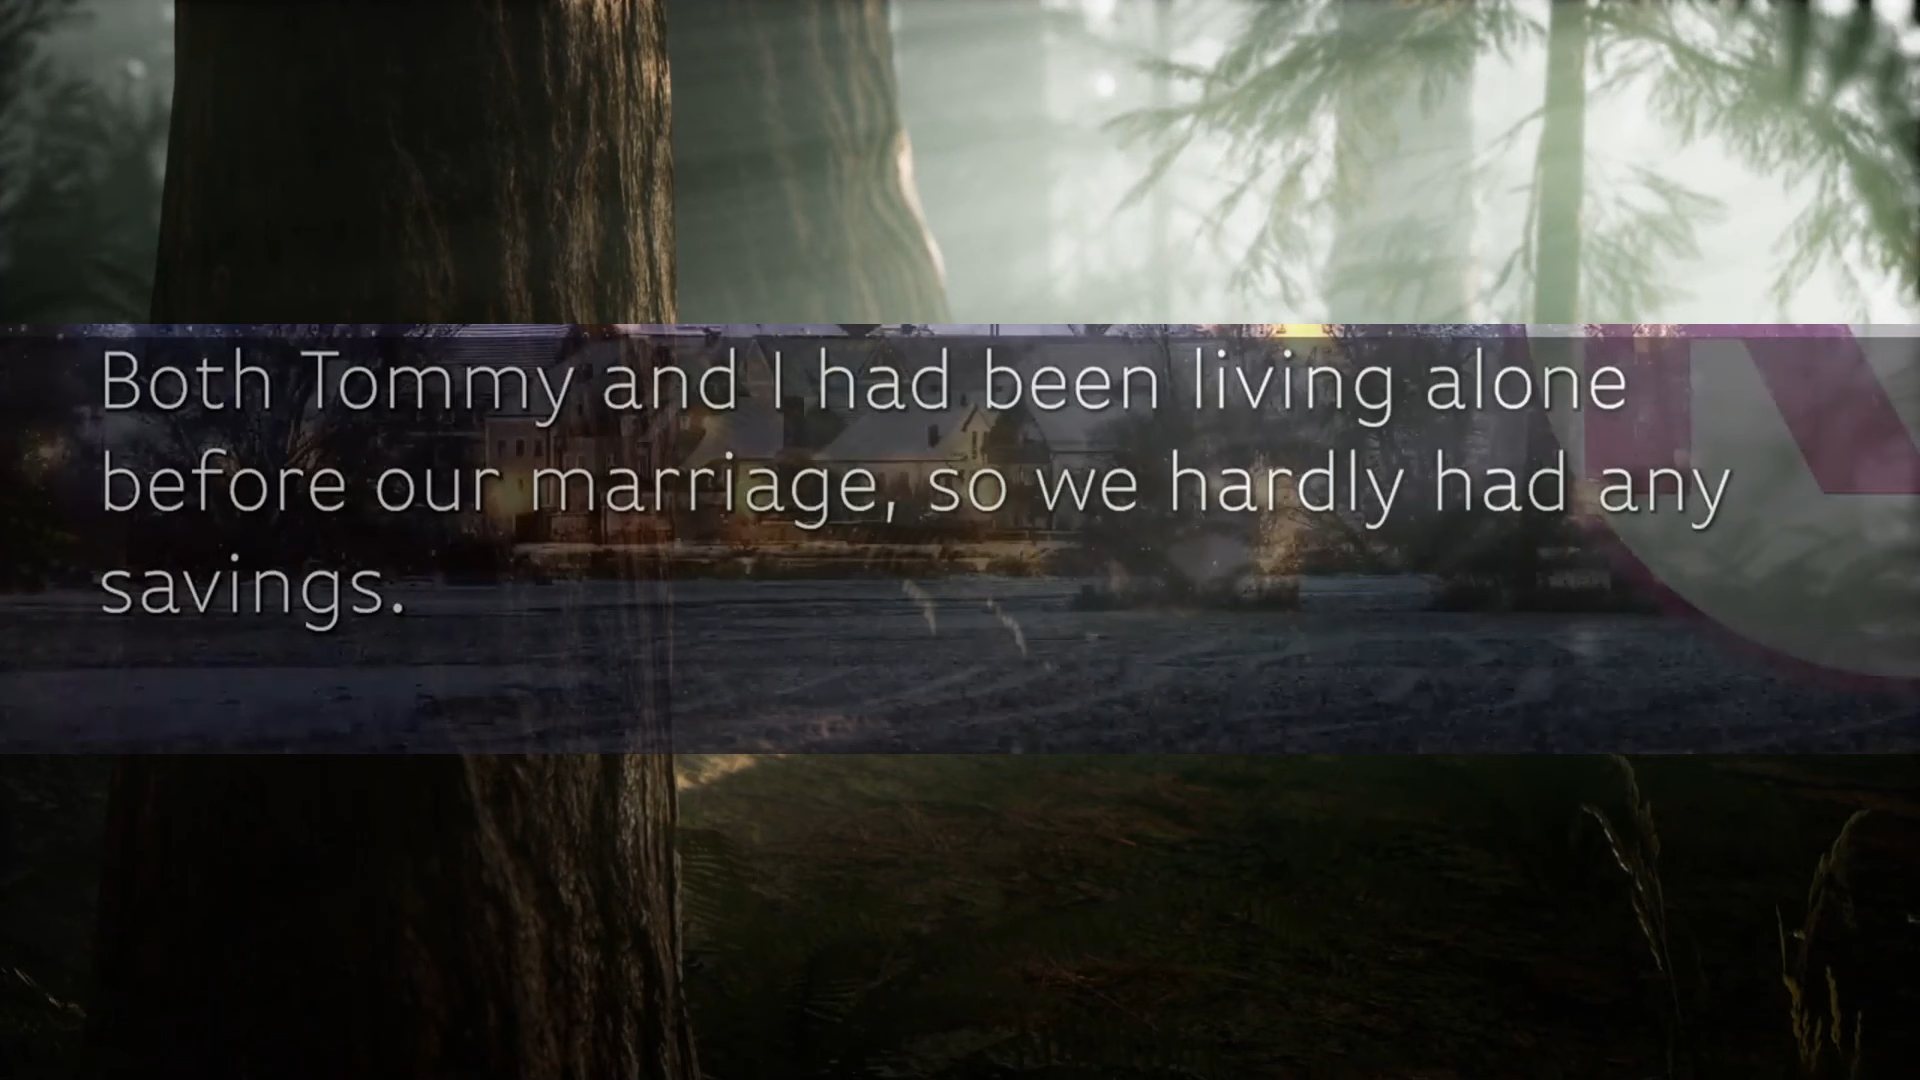 Both Tommy and I had been living alone
before our marriage, so we hardly had any
savings.